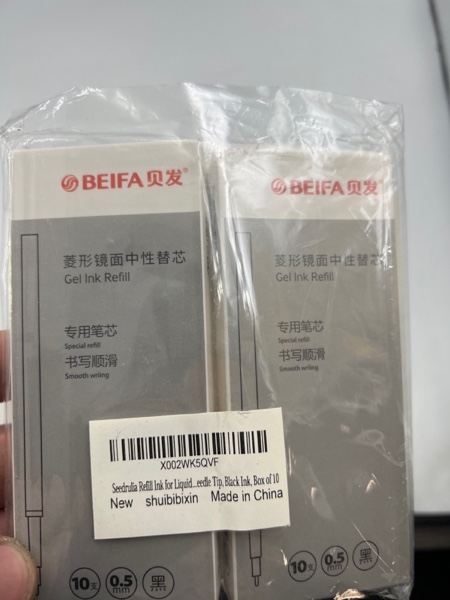 BEIFA贝发®
菱形镜面中性替芯
Gel Ink Refill
专用笔芯
Special refill
书写顺滑
Smooth writing
10支
0.5mm
黑
BEIFA贝发®
菱形镜面中性替芯
Gel Ink Refill
专用笔芯
Special refill
书写顺滑
Smooth writing
10支
0.5mm
黑
X002WK5QVF
Seedrulia Refill Ink for Liquid...eedle Tip, Black Ink, Box of 10
New shuibibixin Made in China